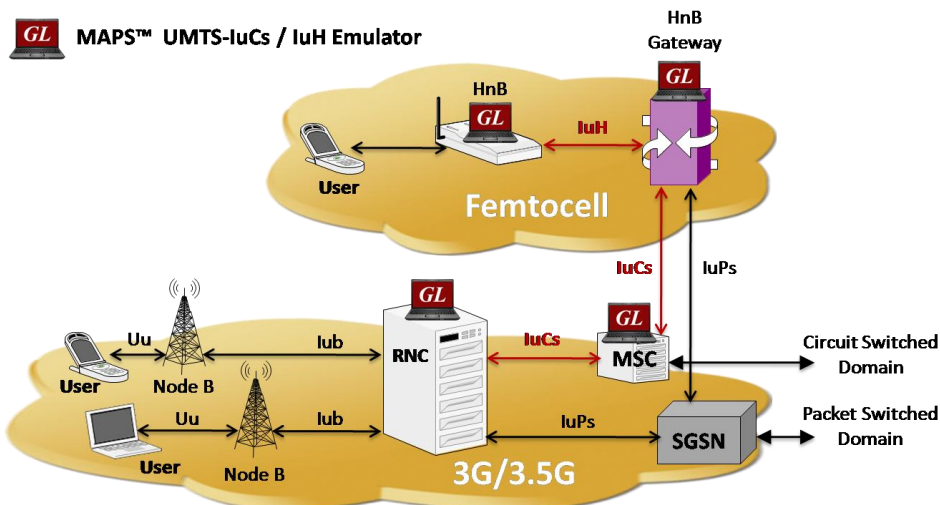 GL MAPS™ UMTS-IuCs / IuH Emulator
HnB
Gateway
GL
HnB
GL
IuH
User
Femtocell
IuCs
IuPs
GL
GL
Uu
Iub
RNC
IuCs
MSC
Circuit Switched
Domain
User
Node B
Uu
Iub
IuPs
SGSN
Packet Switched
Domain
User
Node B
3G/3.5G